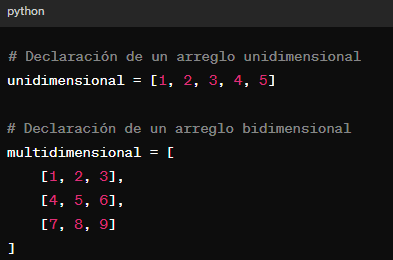 python
# Declaración de un arreglo unidimensional
unidimensional = [1, 2, 3, 4, 5]
# Declaración de un arreglo bidimensional
multidimensional = [
    [1, 2, 3],
    [4, 5, 6],
    [7, 8, 9]
]